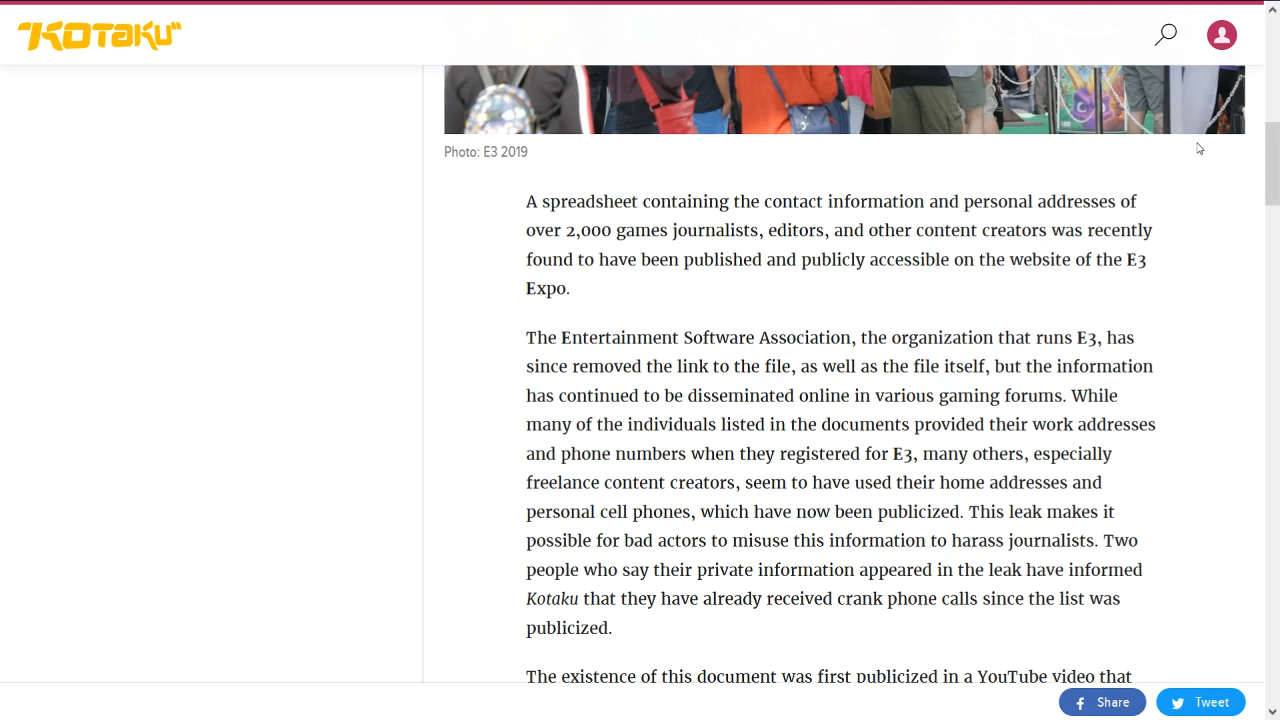 "KOTAKU"
Photo: E3 2019
A spreadsheet containing the contact information and personal addresses of
over 2,000 games journalists, editors, and other content creators was recently
found to have been published and publicly accessible on the website of the E3
Expo.
The Entertainment Software Association, the organization that runs E3, has
since removed the link to the file, as well as the file itself, but the information
has continued to be disseminated online in various gaming forums. While
many of the individuals listed in the documents provided their work addresses
and phone numbers when they registered for E3, many others, especially
freelance content creators, seem to have used their home addresses and
personal cell phones, which have now been publicized. This leak makes it
possible for bad actors to misuse this information to harass journalists. Two
people who say their private information appeared in the leak have informed
Kotaku that they have already received crank phone calls since the list was
publicized.
The existence of this document was first publicized in a YouTube video that
Share
Tweet